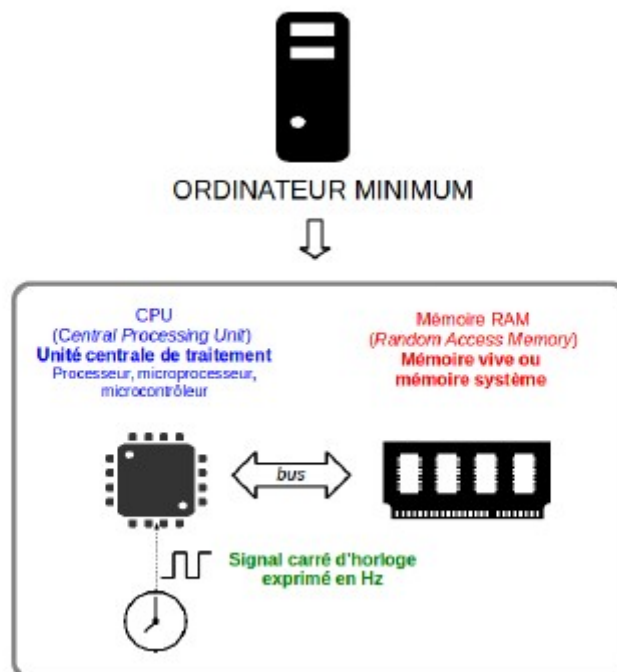 ORDINATEUR MINIMUM
CPU
(Central Processing Unit)
Unité centrale de traitement
Processeur, microprocesseur,
microcontrôleur
Mémoire RAM
(Random Access Memory)
Mémoire vive ou
mémoire système
bus
Signal carré d'horloge
exprimé en Hz